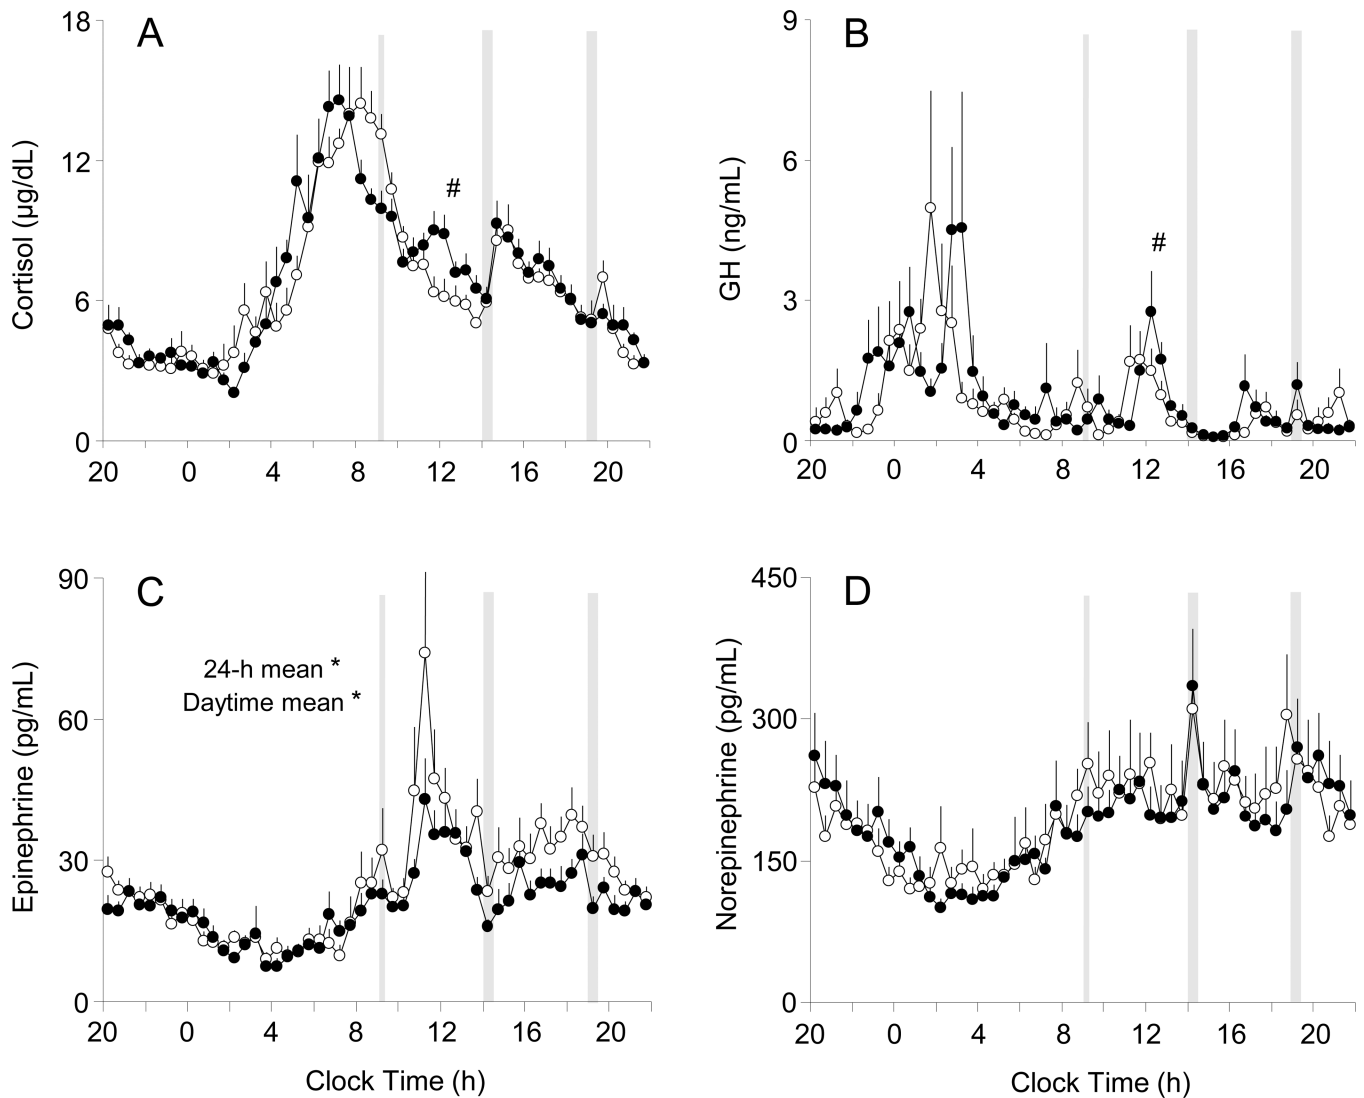 A
18
12
6
0
Cortisol (μg/dL)
#
20 0 4 8 12 16 20
B
9
6
3
0
GH (ng/mL)
#
20 0 4 8 12 16 20
C
90
60
30
0
Epinephrine (pg/mL)
24-h mean *
Daytime mean *
20 0 4 8 12 16 20
Clock Time (h)
D
450
300
150
0
Norepinephrine (pg/mL)
20 0 4 8 12 16 20
Clock Time (h)